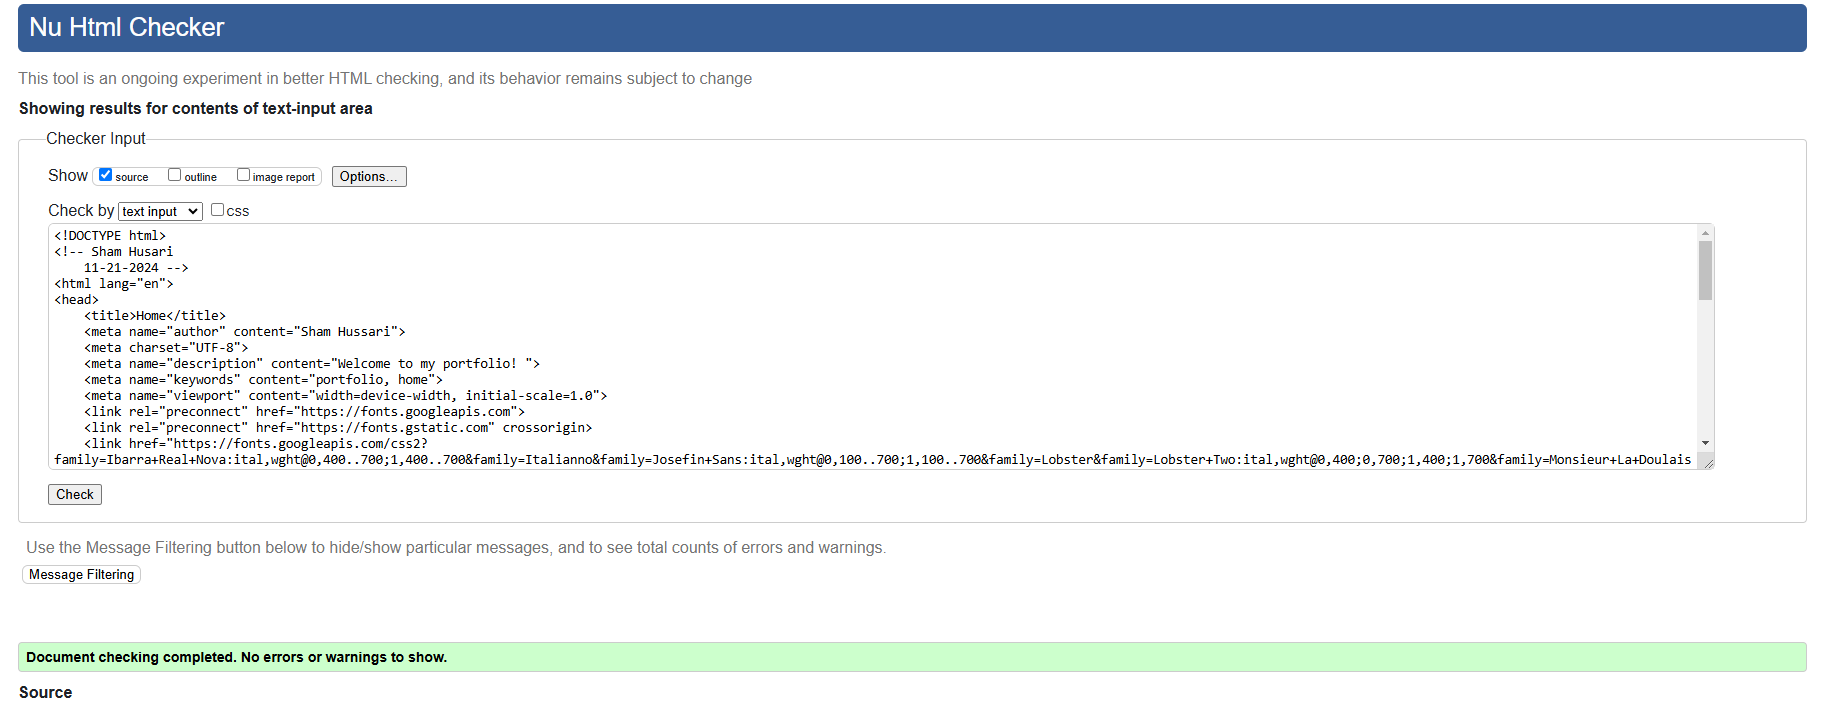 Nu Html Checker
This tool is an ongoing experiment in better HTML checking, and its behavior remains subject to change
Showing results for contents of text-input area
Checker Input
Show source outline image report Options...
Check by text input css
<!DOCTYPE html>
<!-- Sham Husari
11-21-2024 -->
<html lang="en">
<head>
<title>Home</title>
<meta name="author" content="Sham Hussari">
<meta charset="UTF-8">
<meta name="description" content="Welcome to my portfolio! ">
<meta name="keywords" content="portfolio, home">
<meta name="viewport" content="width=device-width, initial-scale=1.0">
<link rel="preconnect" href="https://fonts.googleapis.com">
<link rel="preconnect" href="https://fonts.gstatic.com" crossorigin>
<link href="https://fonts.googleapis.com/css2?
family=Ibarra+Real+Nova:ital,wght@0,400..700;1,400..700&family=Italianno&family=Josefin+Sans:ital,wght@0,100..700;1,100..700&family=Lobster&family=Lobster+Two:ital,wght@0,400;0,700;1,400;1,700&family=Monsieur+La+Doulais
Check
Use the Message Filtering button below to hide/show particular messages, and to see total counts of errors and warnings.
Message Filtering
Document checking completed. No errors or warnings to show.
Source